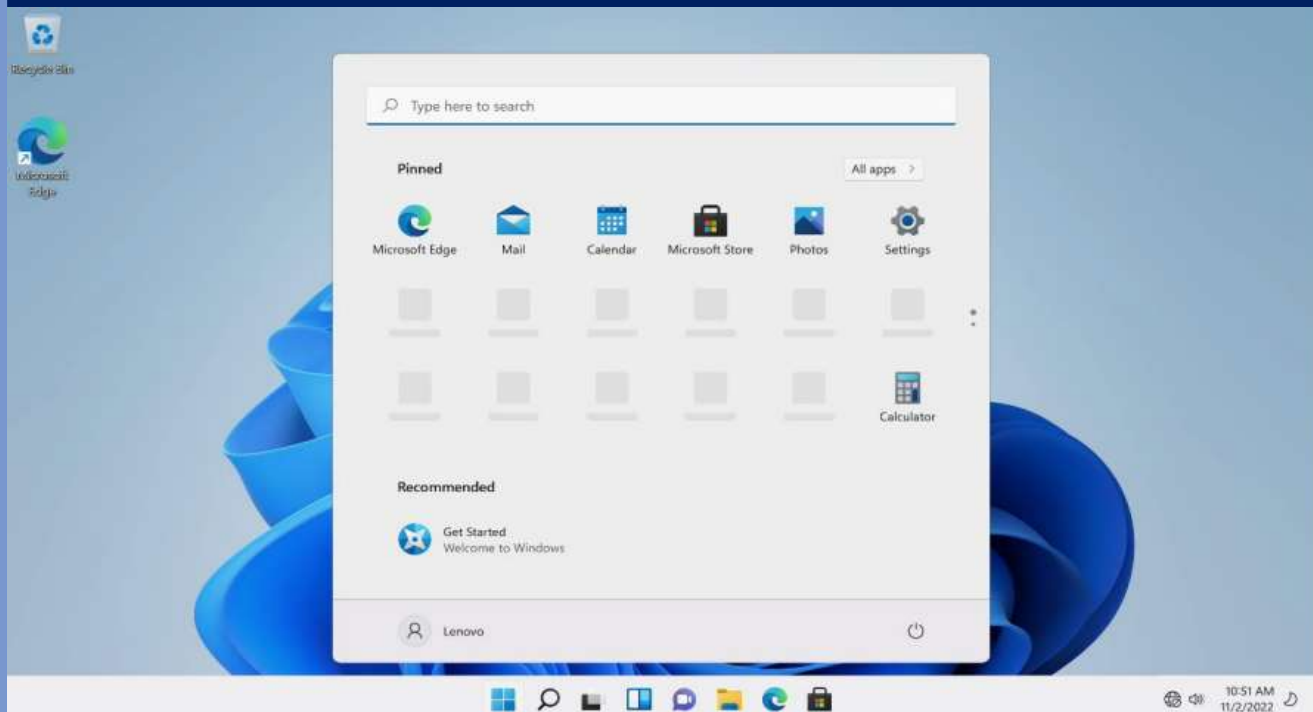 Recycle Bin
Microsoft
Edge
Type here to search
Pinned
All apps >
Microsoft Edge
Mail
Calendar
Microsoft Store
Photos
Settings
Calculator
Recommended
Get Started
Welcome to Windows
Lenovo
10:51 AM
11/2/2022